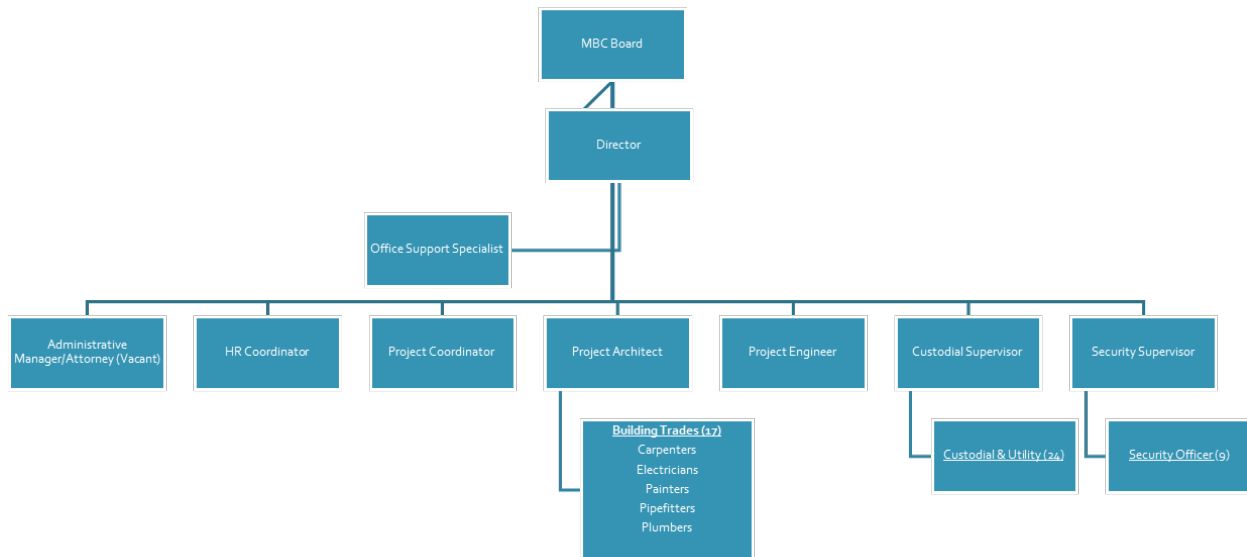 MBC Board
Director
Office Support Specialist
Administrative
Manager/Attorney (Vacant)
HR Coordinator
Project Coordinator
Project Architect
Project Engineer
Custodial Supervisor
Security Supervisor
Building Trades (17)
Carpenters
Electricians
Painters
Pipefitters
Plumbers
Custodial & Utility (24)
Security Officer (9)